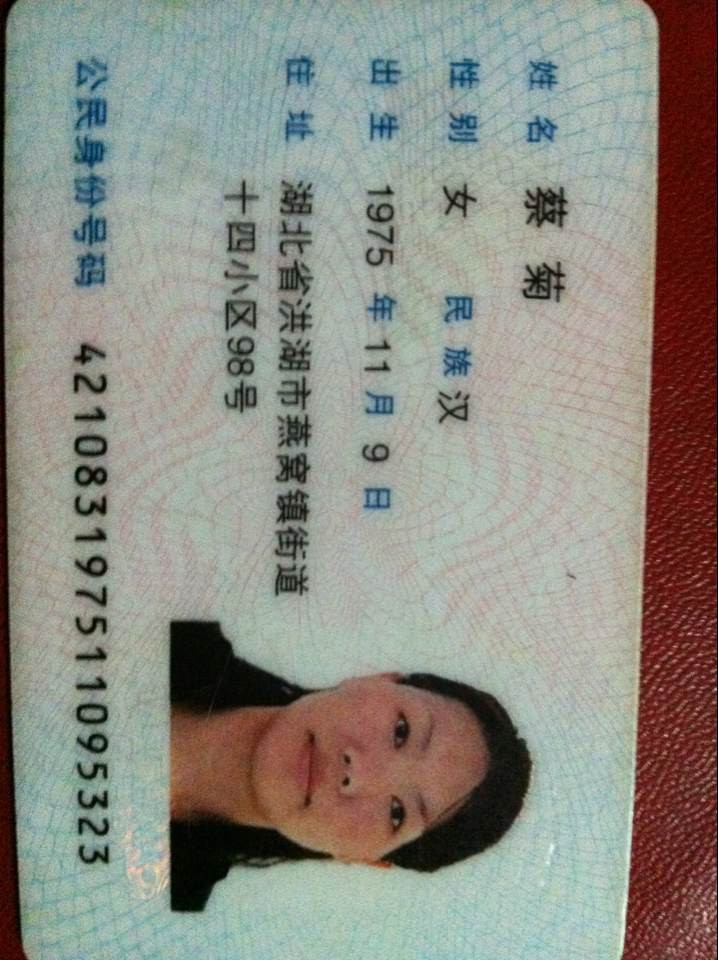 姓名 蔡菊
性别 女 民族 汉
出生 1975 年 11 月 9 日
住址 湖北省洪湖市燕窝镇街道
十四小区98号
公民身份号码 421083197511095323